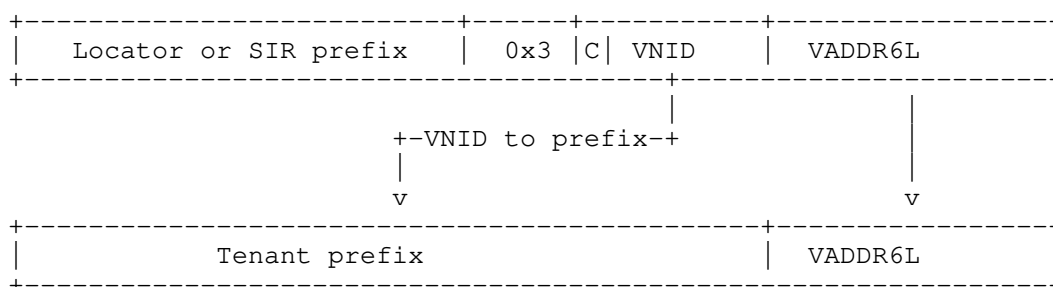 Locator or SIR prefix | 0x3 |C| VNID | VADDR6L
+-VNID to prefix-+
v v
Tenant prefix | VADDR6L